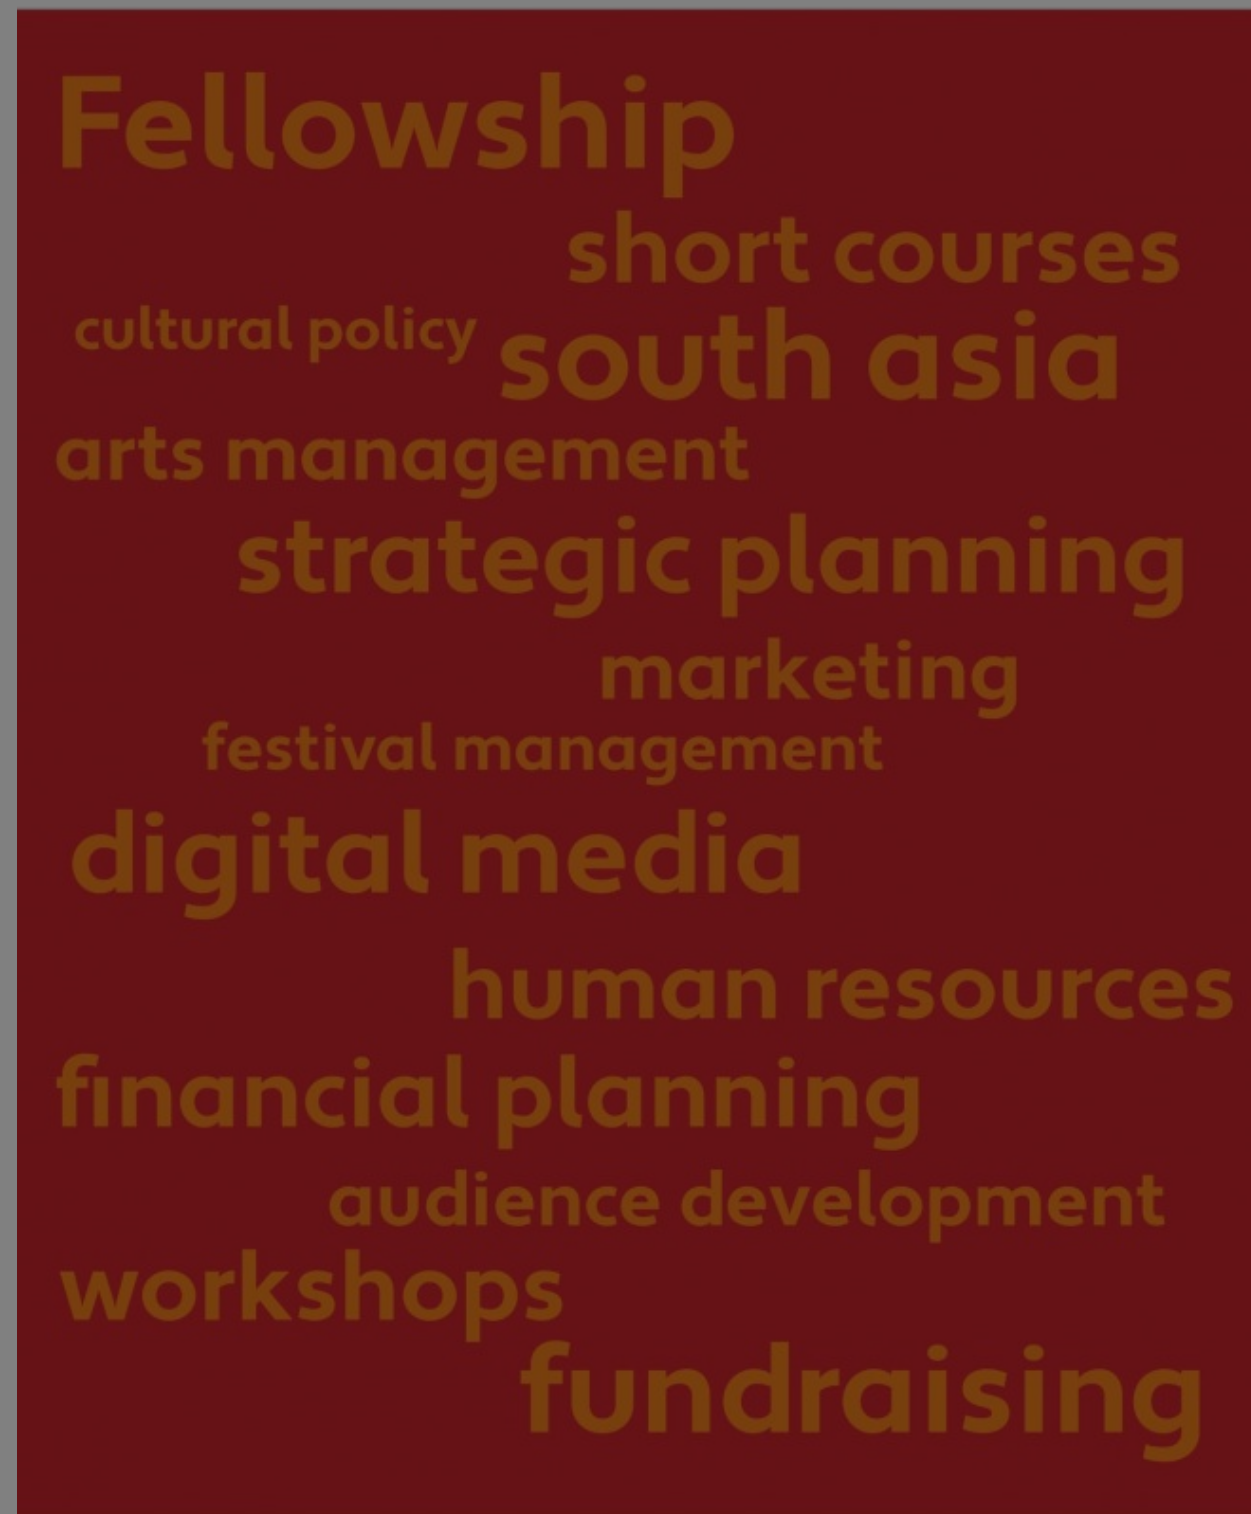 Fellowship
short courses
cultural policy
south asia
arts management
strategic planning
marketing
festival management
digital media
human resources
financial planning
audience development
workshops
fundraising